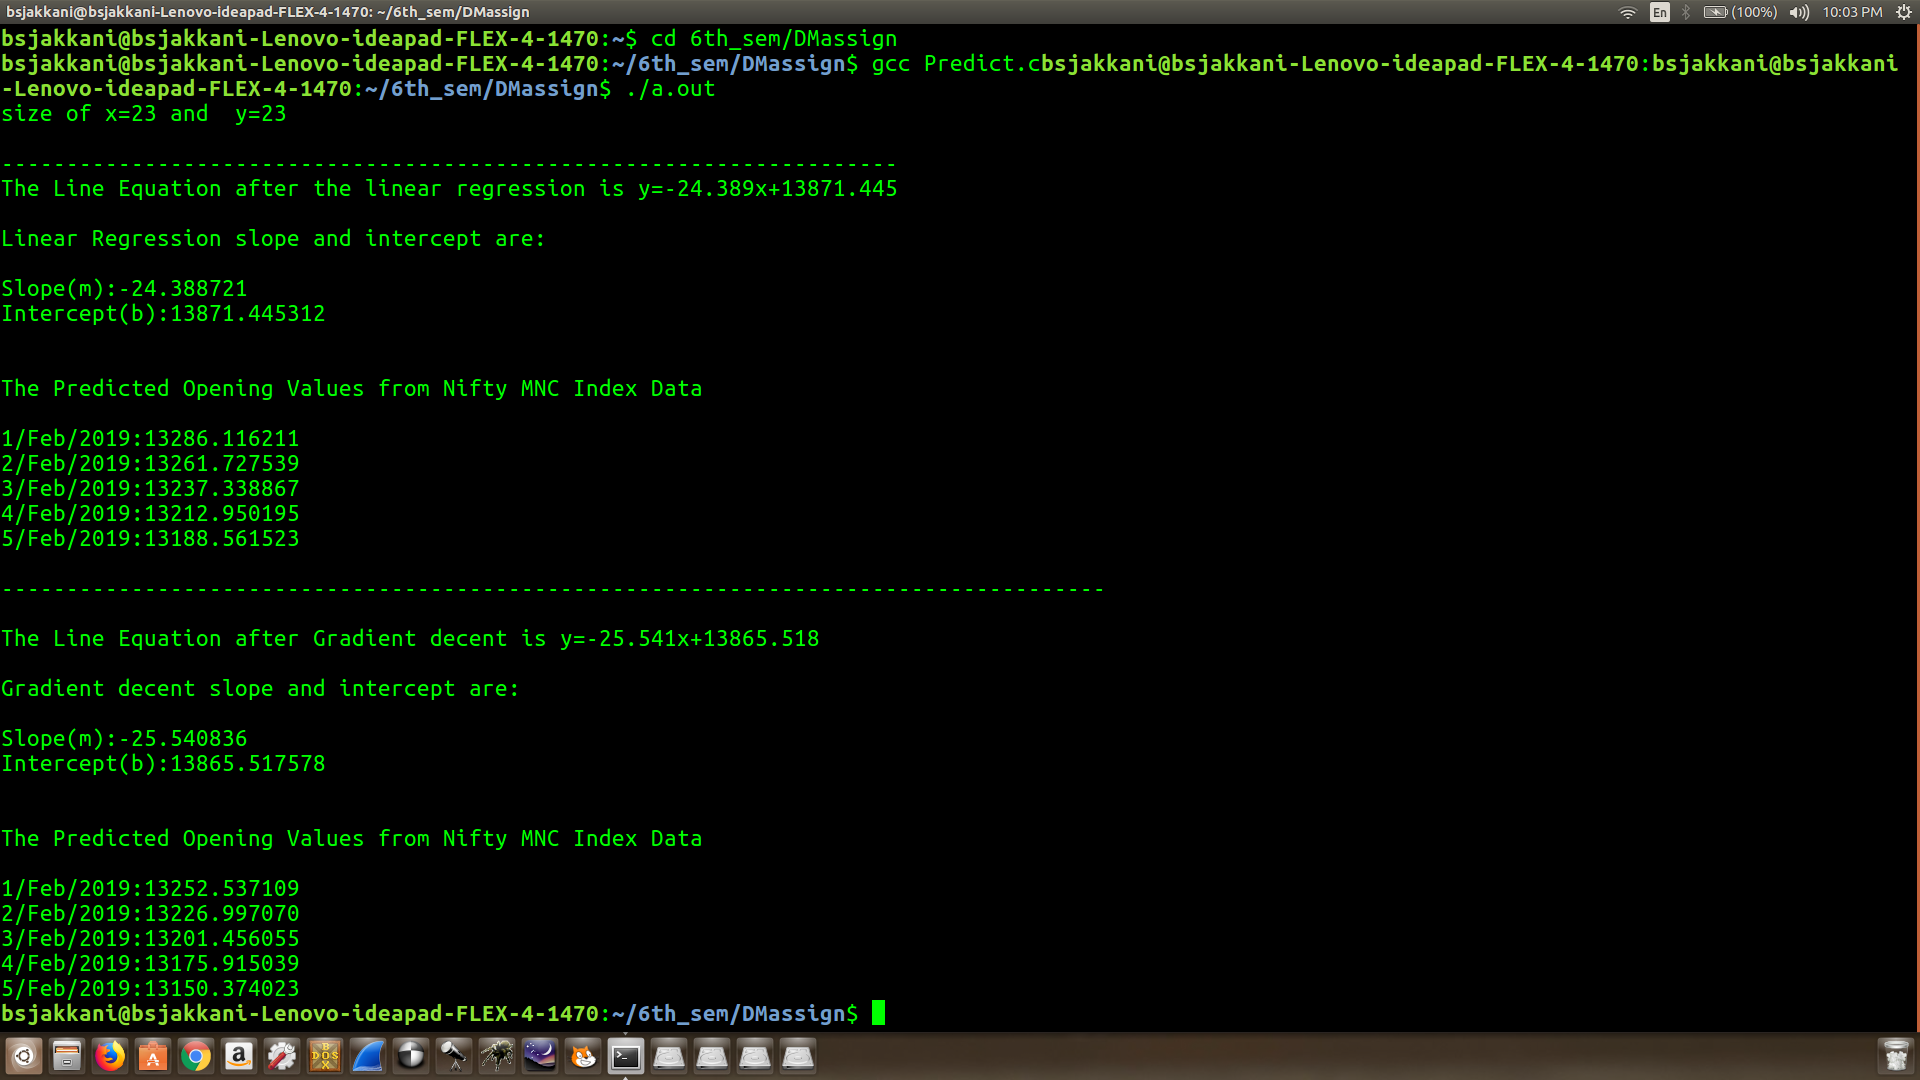 bsjakkani@bsjakkani-Lenovo-ideapad-FLEX-4-1470: ~/6th_sem/DMassign
En (100%) 10:03 PM
bsjakkani@bsjakkani-Lenovo-ideapad-FLEX-4-1470:~$ cd 6th_sem/DMassign
bsjakkani@bsjakkani-Lenovo-ideapad-FLEX-4-1470:~/6th_sem/DMassign$ gcc Predict.cbsjakkani@bsjakkani-Lenovo-ideapad-FLEX-4-1470:bsjakkani@bsjakkani
-Lenovo-ideapad-FLEX-4-1470:~/6th_sem/DMassign$ ./a.out
size of x=23 and  y=23
---------------------------------------------------------------------
The Line Equation after the linear regression is y=-24.389x+13871.445
Linear Regression slope and intercept are:
Slope(m):-24.388721
Intercept(b):13871.445312
The Predicted Opening Values from Nifty MNC Index Data
1/Feb/2019:13286.116211
2/Feb/2019:13261.727539
3/Feb/2019:13237.338867
4/Feb/2019:13212.950195
5/Feb/2019:13188.561523
-------------------------------------------------------------------------------------
The Line Equation after Gradient decent is y=-25.541x+13865.518
Gradient decent slope and intercept are:
Slope(m):-25.540836
Intercept(b):13865.517578
The Predicted Opening Values from Nifty MNC Index Data
1/Feb/2019:13252.537109
2/Feb/2019:13226.997070
3/Feb/2019:13201.456055
4/Feb/2019:13175.915039
5/Feb/2019:13150.374023
bsjakkani@bsjakkani-Lenovo-ideapad-FLEX-4-1470:~/6th_sem/DMassign$